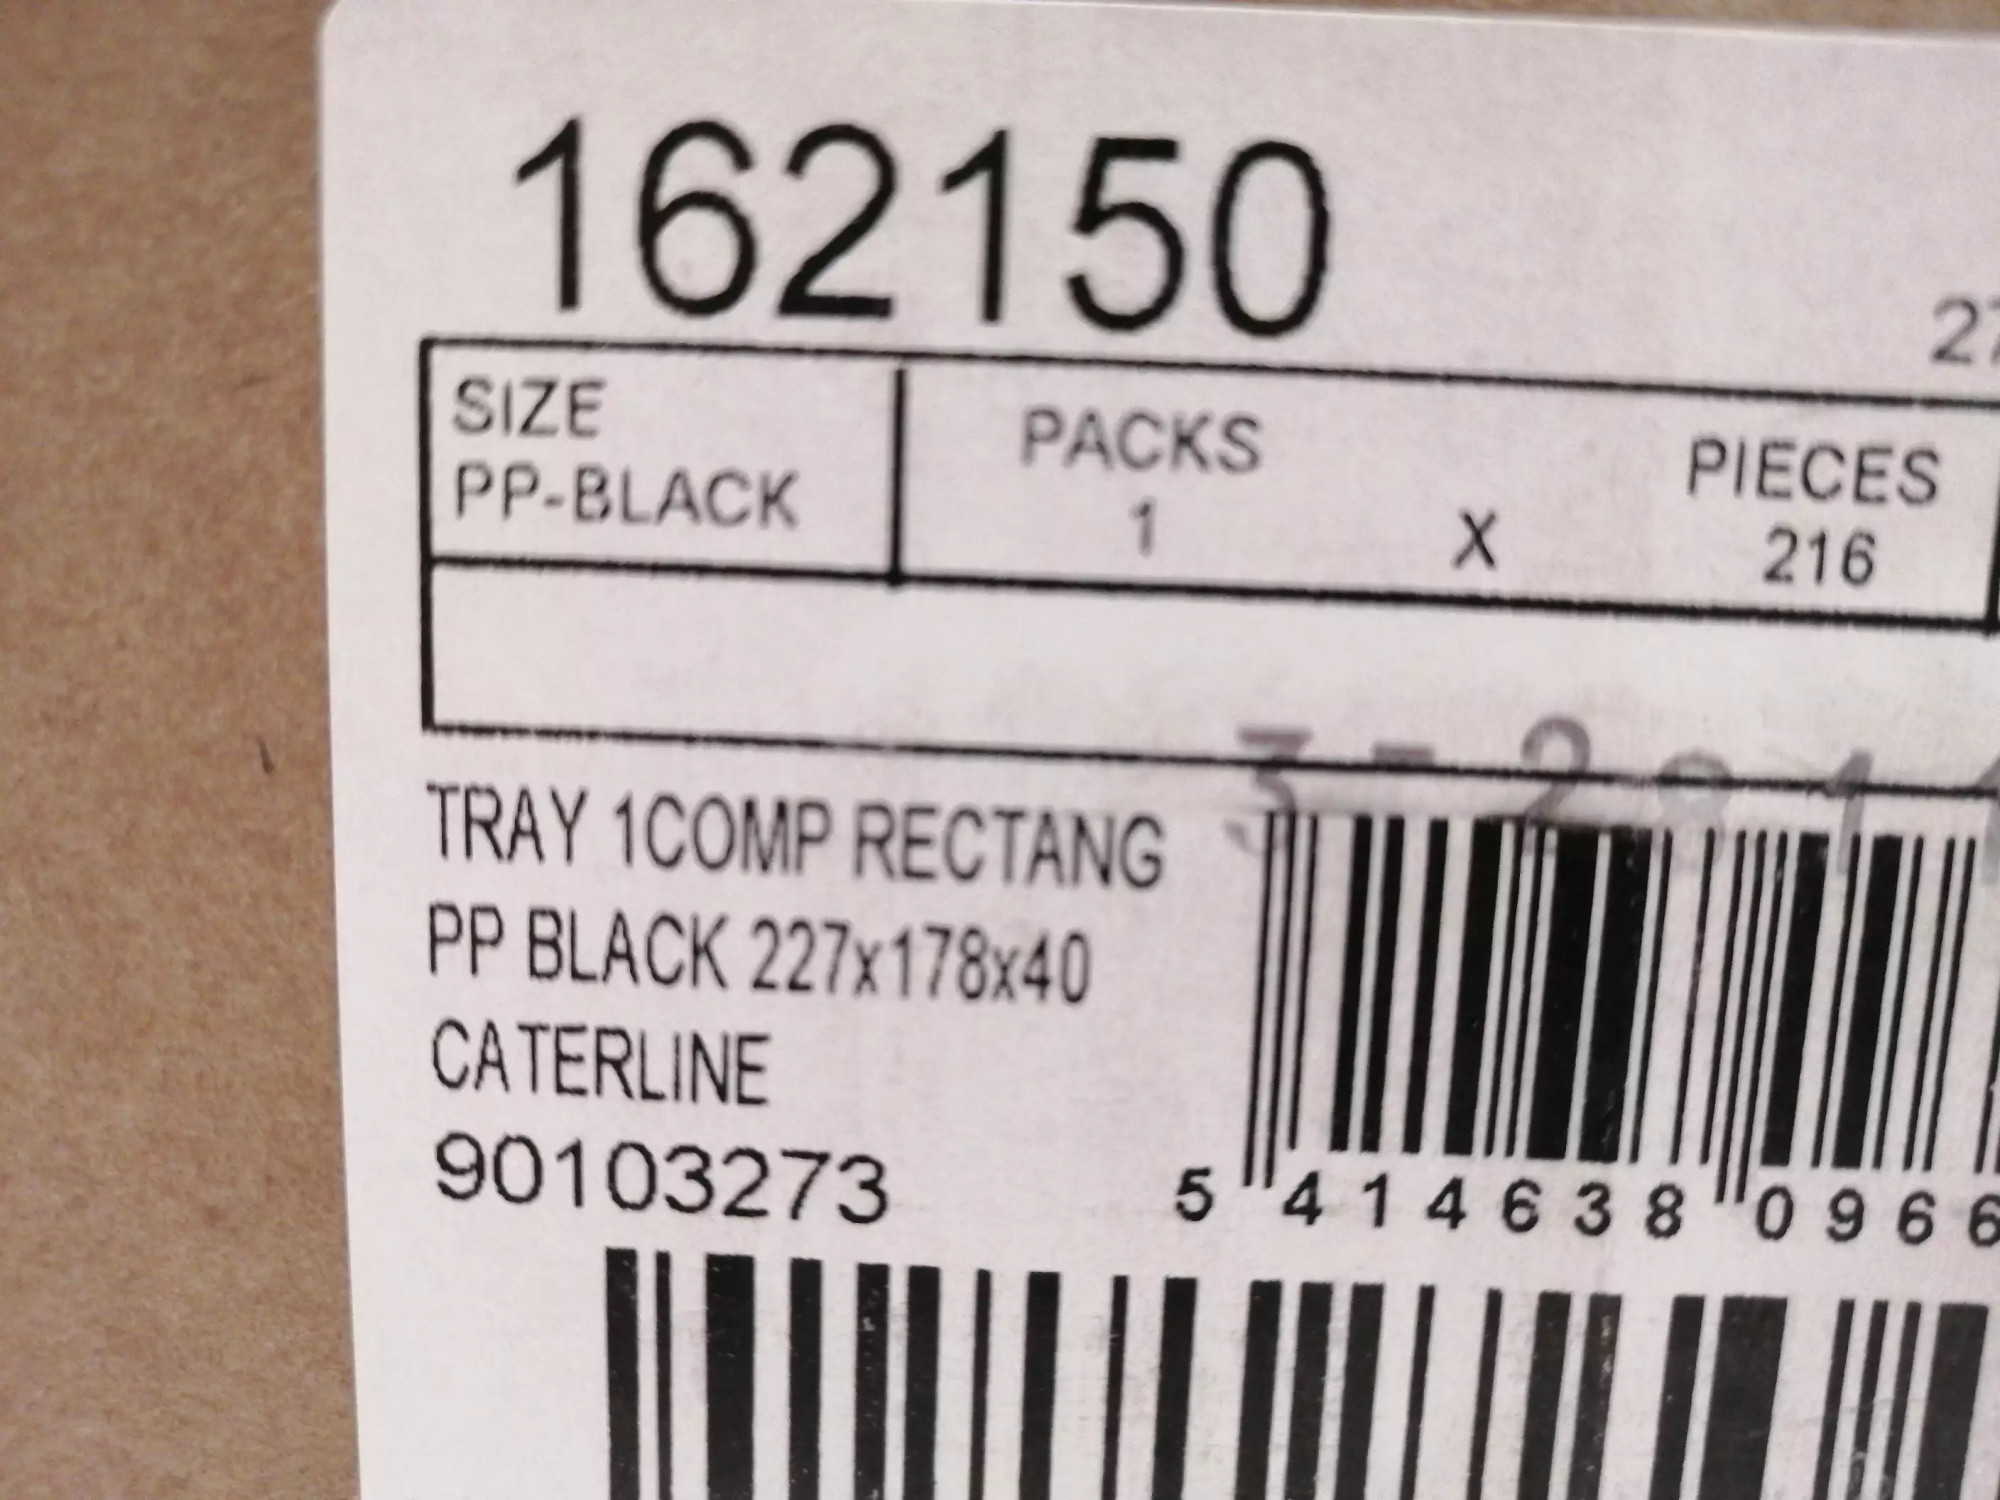 162150
27
SIZE
PP-BLACK
PACKS
1
X
PIECES
216
TRAY 1COMP RECTANG
PP BLACK 227x178x40
CATERLINE
90103273
5 414638 0966